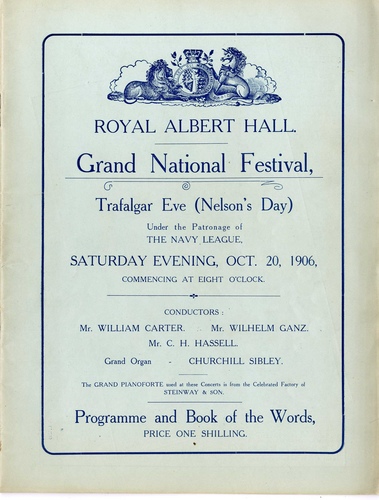 ROYAL ALBERT HALL.
Grand National Festival,
Trafalgar Eve (Nelson's Day)
Under the Patronage of
THE NAVY LEAGUE,
SATURDAY EVENING, OCT. 20, 1906,
COMMENCING AT EIGHT O'CLOCK.
CONDUCTORS:
Mr. WILLIAM CARTER. Mr. WILHELM GANZ.
Mr. C. H. HASSELL.
Grand Organ - CHURCHILL SIBLEY.
The GRAND PIANOFORTE used at these Concerts is from the Celebrated Factory of
STEINWAY & SON.
Programme and Book of the Words,
PRICE ONE SHILLING.